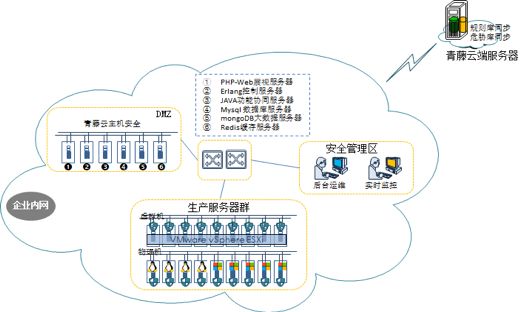 规则库同步
危胁库同步
青藤云端服务器
① PHP-Web展视服务器
② Erlang控制服务器
③ JAVA功能协同服务器
④ Mysql数据库服务器
⑤ mongoDB大数据服务器
⑥ Redis缓存服务器
DMZ
青藤云主机安全
❶ ❷ ❸ ❹ ❺ ❻
安全管理区
后台运维 实时监控
企业内网
生产服务器群
虚拟机
VMware vSphere ESXi
物理机